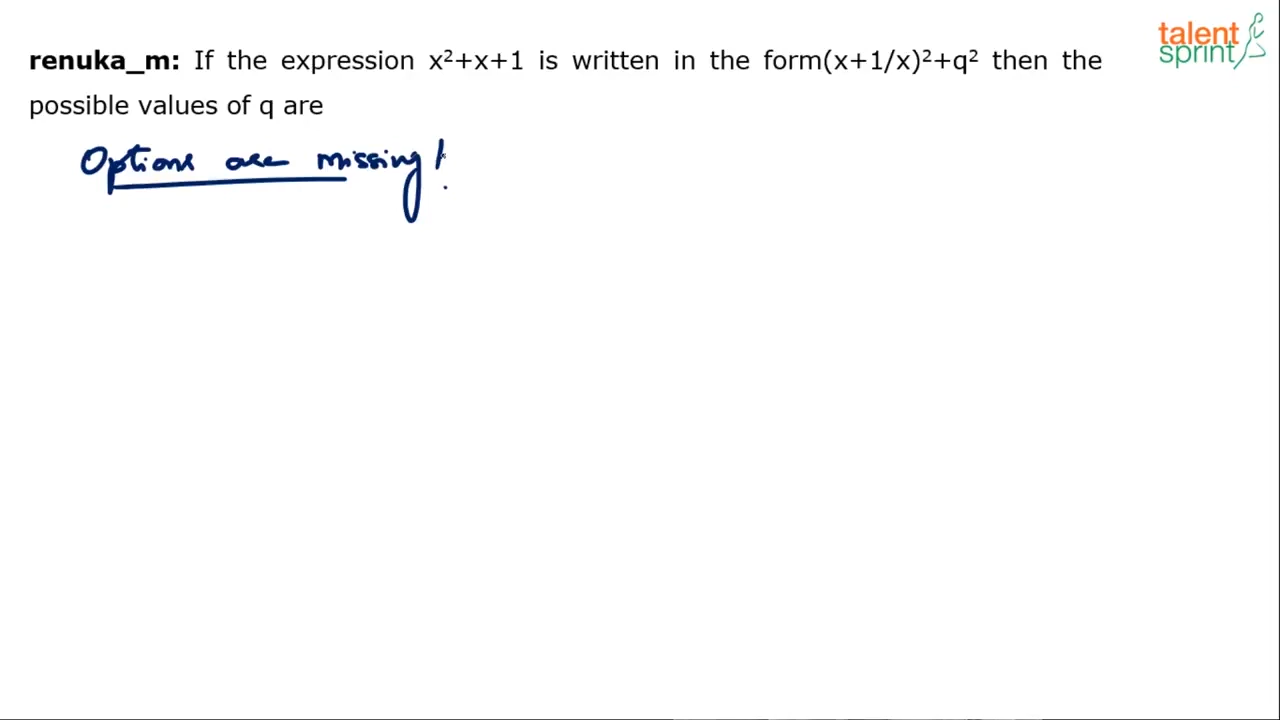 talent
sprint
renuka_m: If the expression x²+x+1 is written in the form(x+1/x)²+q² then the
possible values of q are
Options are missing!